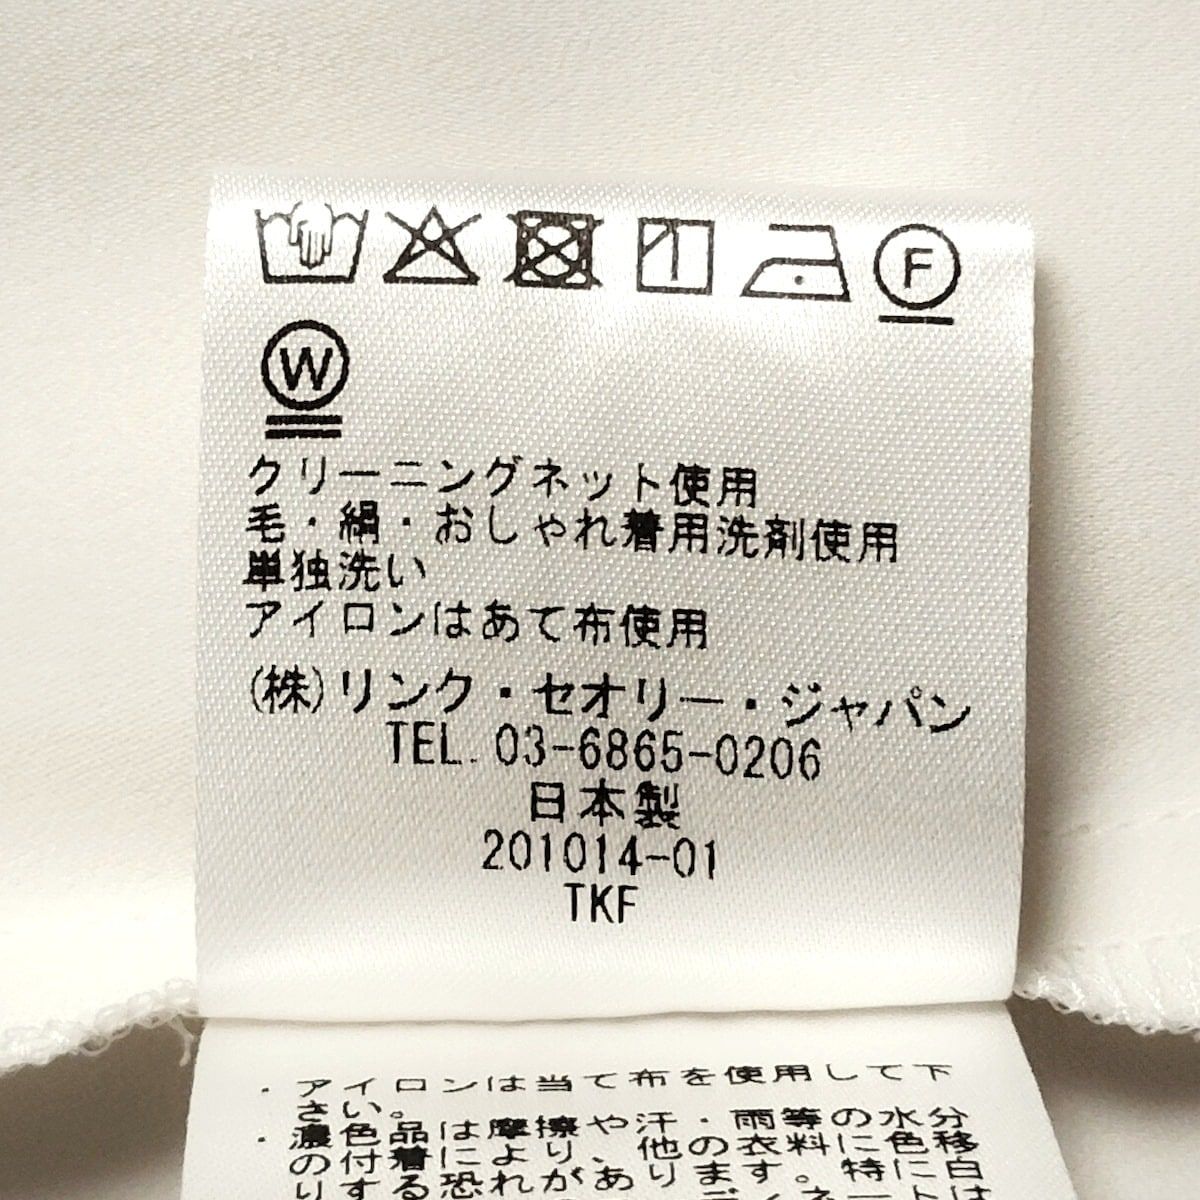 F
W
クリーニングネット使用
毛・絹・おしゃれ着用洗剤使用
単独洗い
アイロンはあて布使用
(株)リンク・セオリー・ジャパン
TEL. 03-6865-0206
日本製
201014-01
TKF
・アイロンは当て布を使用して下
さい。
・濃色品は摩擦や汗・雨等の水分
の付着により、他の衣料に色移
りする恐れがあります。特に白
ディネートは